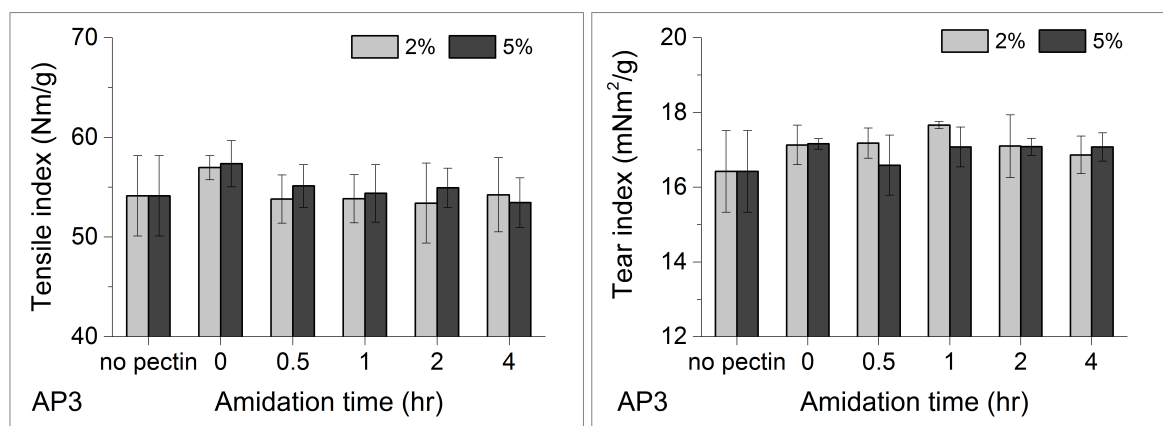 70
60
50
40
Tensile index (Nm/g)
2% 5%
no pectin 0 0.5 1 2 4
AP3 Amidation time (hr)
20
18
16
14
12
Tear index (mNm²/g)
2% 5%
no pectin 0 0.5 1 2 4
AP3 Amidation time (hr)